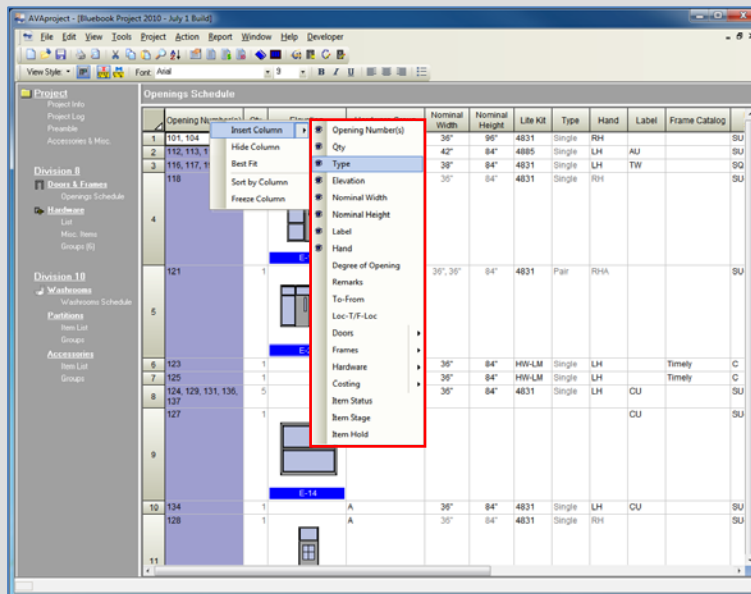 AVAproject - [Bluebook Project 2010 - July 1 Build]
File Edit View Tools Project Action Report Window Help Developer
View Style: Font: Arial 9 B I U
Project
Project Info
Project Log
Preamble
Accessories & Misc.
Division 8
Doors & Frames
Openings Schedule
Hardware
List
Misc. Items
Groups (6)
Division 10
Washrooms
Washrooms Schedule
Partitions
Item List
Groups
Accessories
Item List
Groups
Openings Schedule
Opening Number(s) Qty Nominal Width Nominal Height Lite Kit Type Hand Label Frame Catalog
Insert Column
Hide Column
Best Fit
Sort by Column
Freeze Column
Opening Number(s)
Qty
Type
Elevation
Nominal Width
Nominal Height
Label
Hand
Degree of Opening
Remarks
To-From
Loc-T/F-Loc
Doors
Frames
Hardware
Costing
Item Status
Item Stage
Item Hold
1 101, 104 36" 96" 4831 Single RH SU
2 112, 113, 1 42" 84" 4885 Single LH AU SU
3 116, 117, 1 38" 84" 4831 Single LH TW SQ
4 118 36" 84" 4831 Single RH SU
E-
5 121 1 36", 36" 84" 4831 Pair RHA SU
E-
6 123 1 36" 84" HW-LM Single LH Timely C
7 125 1 36" 84" HW-LM Single LH Timely C
8 124, 129, 131, 136, 137 5 36" 84" 4831 Single LH CU SU
9 127 1 CU SU
E-14
10 134 1 A 36" 84" 4831 Single LH CU SU
11 128 1 A 36" 84" 4831 Single RH SU